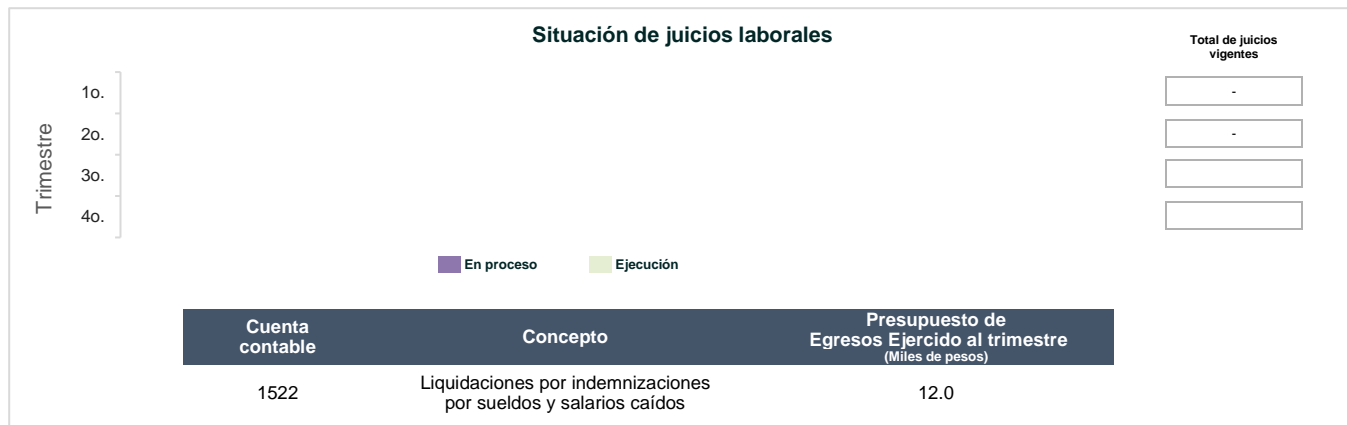 Situación de juicios laborales
Total de juicios
vigentes
Trimestre
1o.
-
2o.
-
3o.
4o.
En proceso
Ejecución
Cuenta
contable
Concepto
Presupuesto de
Egresos Ejercido al trimestre
(Miles de pesos)
1522
Liquidaciones por indemnizaciones
por sueldos y salarios caídos
12.0